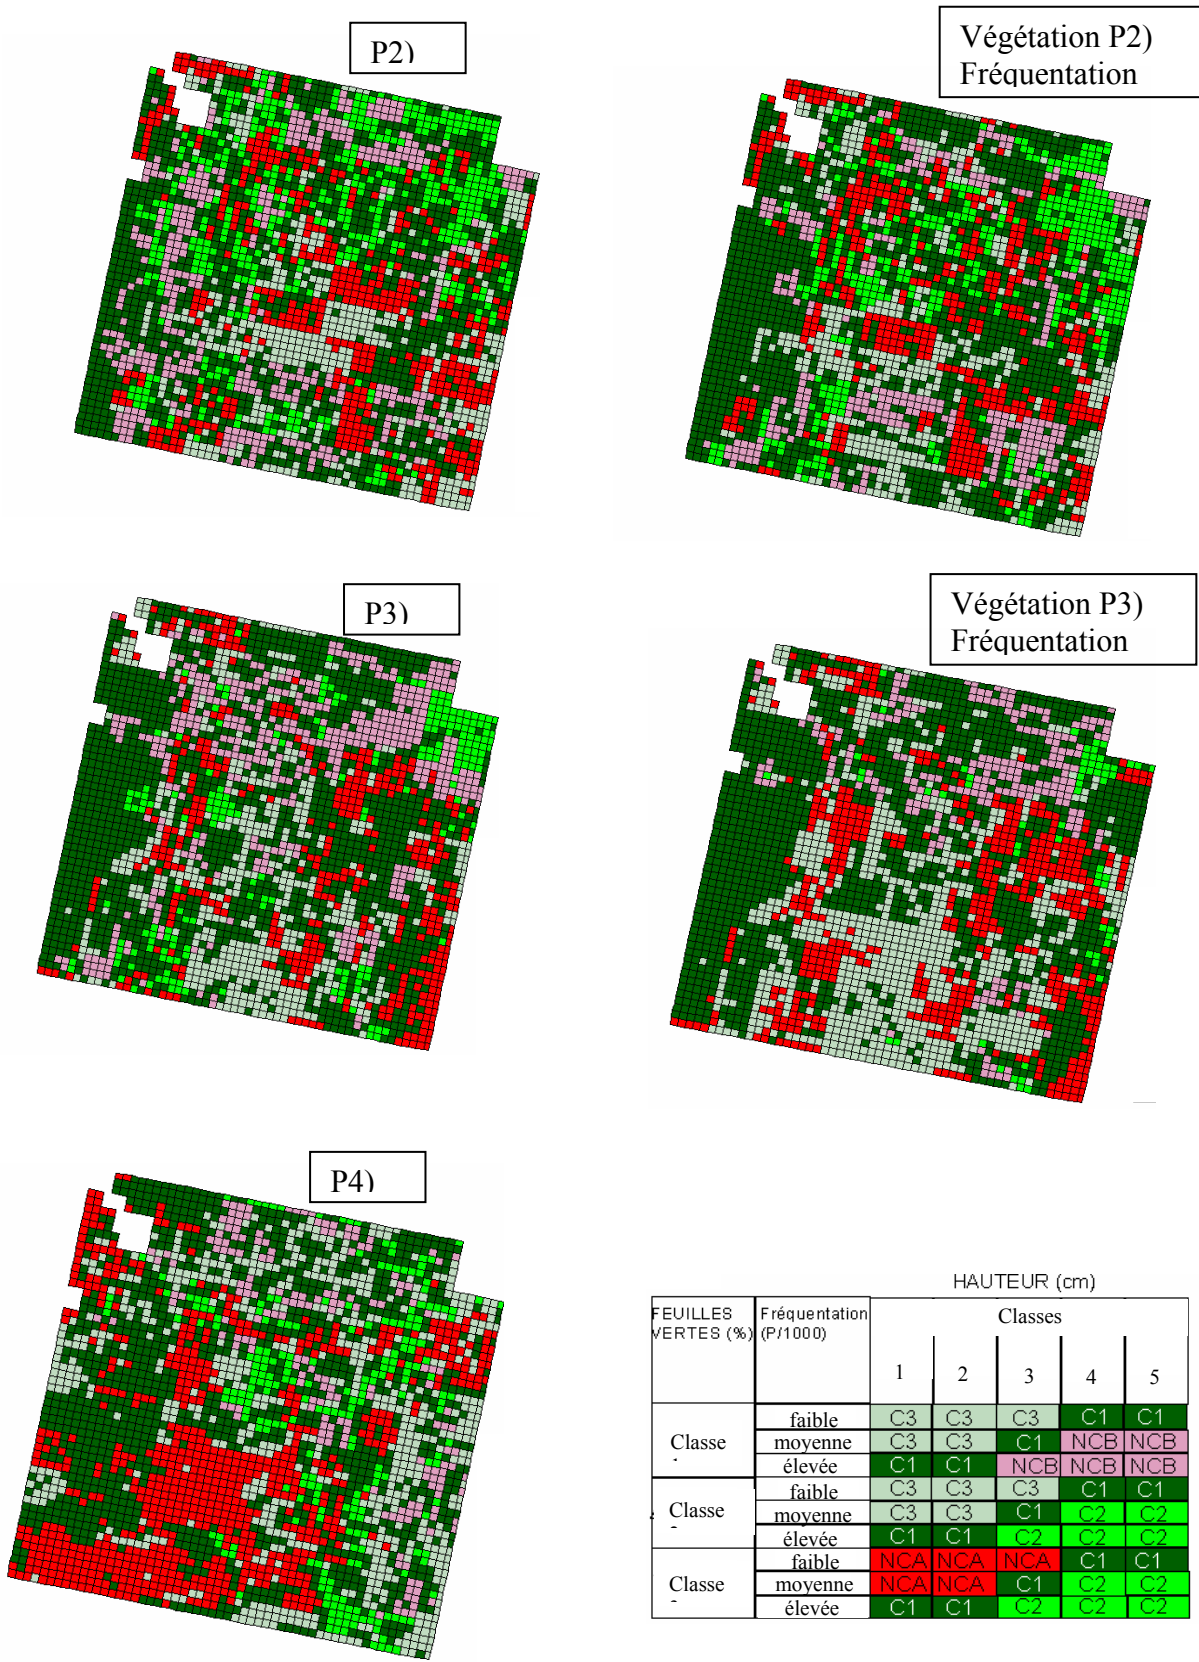 P2)
Végétation P2)
Fréquentation
P3)
Végétation P3)
Fréquentation
P4)
HAUTEUR (cm)
FEUILLES VERTES (%)
Fréquentation (P/1000)
Classes
1 2 3 4 5
Classe
faible C3 C3 C3 C1 C1
moyenne C3 C3 C1 NCB NCB
élevée C1 C1 NCB NCB NCB
Classe
faible C3 C3 C3 C1 C1
moyenne C3 C3 C1 C2 C2
élevée C1 C1 C2 C2 C2
Classe
faible NCA NCA NCA C1 C1
moyenne NCA NCA C1 C2 C2
élevée C1 C1 C2 C2 C2